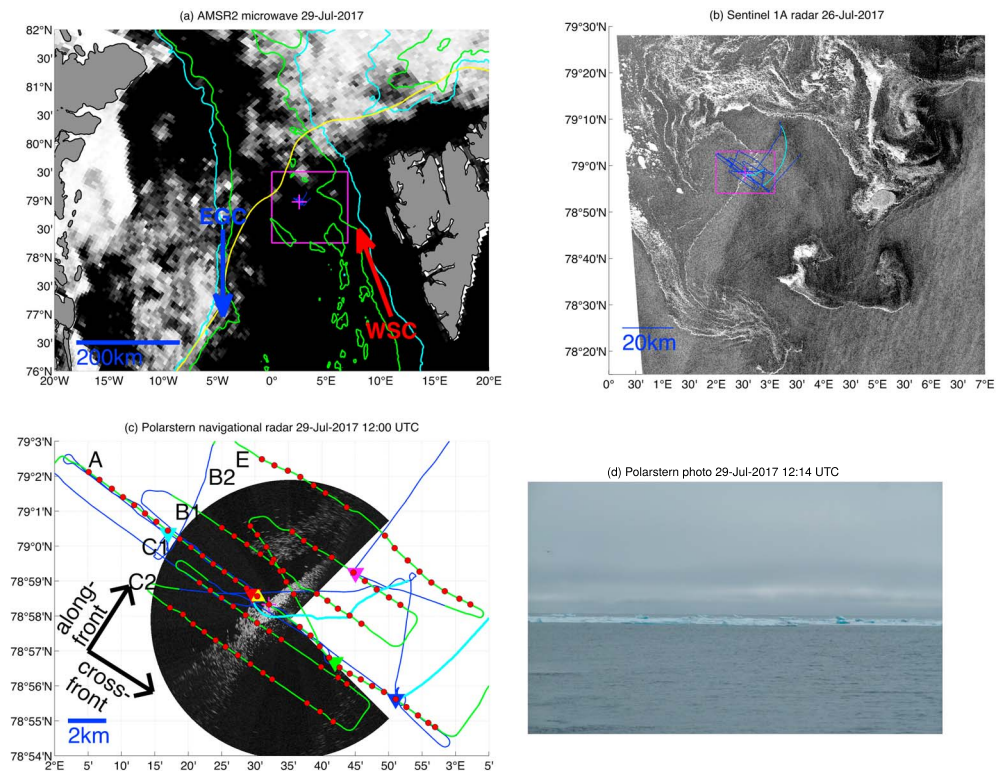 (a) AMSR2 microwave 29-Jul-2017
82°N
30'
81°N
30'
80°N
30'
79°N
30'
78°N
30'
77°N
30'
76°N
20°W 15°W 10°W 5°W 0° 5°E 10°E 15°E 20°E
EGC
WSC
200km
(b) Sentinel 1A radar 26-Jul-2017
79°30'N
79°20'N
79°10'N
79°0'N
78°50'N
78°40'N
78°30'N
78°20'N
0° 30' 1°E 30' 2°E 30' 3°E 30' 4°E 30' 5°E 30' 6°E 30' 7°E
20km
(c) Polarstern navigational radar 29-Jul-2017 12:00 UTC
79°3'N
79°2'N
79°1'N
79°0'N
78°59'N
78°58'N
78°57'N
78°56'N
78°55'N
78°54'N
2°E 5' 10' 15' 20' 25' 30' 35' 40' 45' 50' 55' 3°E 5'
A
E
B2
B1
C1
C2
along-
front
cross-
front
2km
(d) Polarstern photo 29-Jul-2017 12:14 UTC